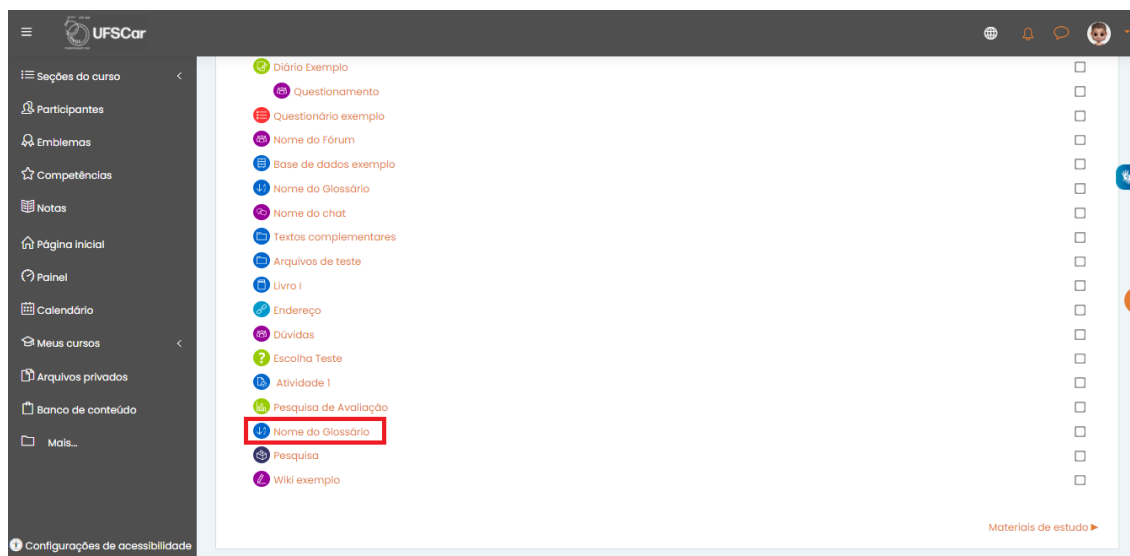 UFSCar
Seções do curso
Participantes
Emblemas
Competências
Notas
Página inicial
Painel
Calendário
Meus cursos
Arquivos privados
Banco de conteúdo
Mais...
Configurações de acessibilidade
Diário Exemplo
Questionamento
Questionário exemplo
Nome do Fórum
Base de dados exemplo
Nome do Glossário
Nome do chat
Textos complementares
Arquivos de teste
Livro I
Endereço
Dúvidas
Escolha Teste
Atividade 1
Pesquisa de Avaliação
Nome do Glossário
Pesquisa
Wiki exemplo
Materiais de estudo